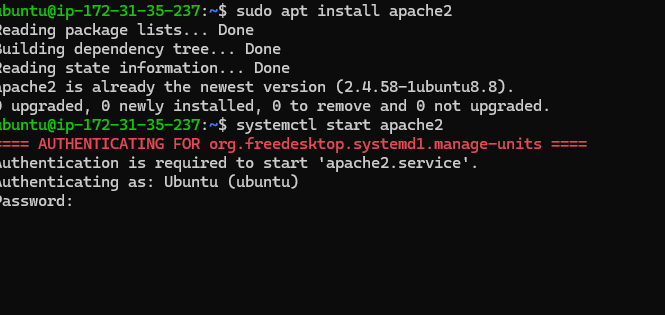 ubuntu@ip-172-31-35-237:~$ sudo apt install apache2
Reading package lists... Done
Building dependency tree... Done
Reading state information... Done
apache2 is already the newest version (2.4.58-1ubuntu8.8).
0 upgraded, 0 newly installed, 0 to remove and 0 not upgraded.
ubuntu@ip-172-31-35-237:~$ systemctl start apache2
==== AUTHENTICATING FOR org.freedesktop.systemd1.manage-units ====
Authentication is required to start 'apache2.service'.
Authenticating as: Ubuntu (ubuntu)
Password: